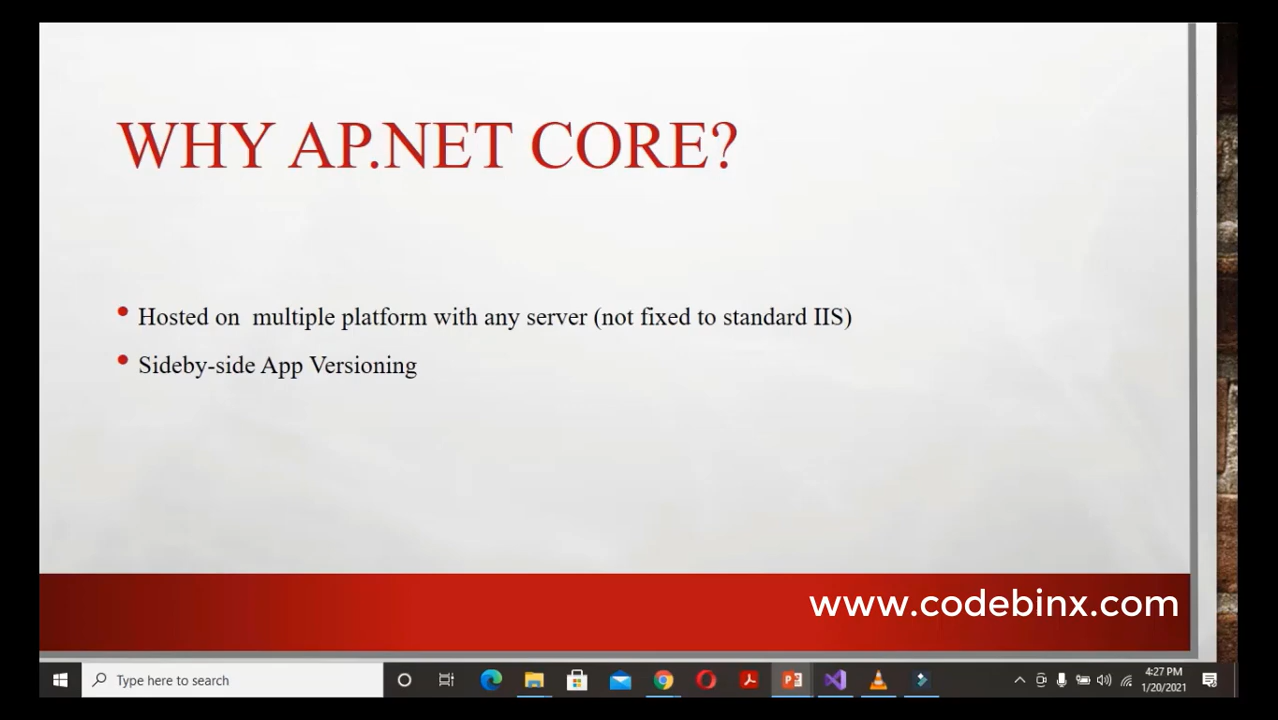 WHY AP.NET CORE?
Hosted on  multiple platform with any server (not fixed to standard IIS)
Sideby-side App Versioning
www.codebinx.com
Type here to search
4:27 PM
1/20/2021